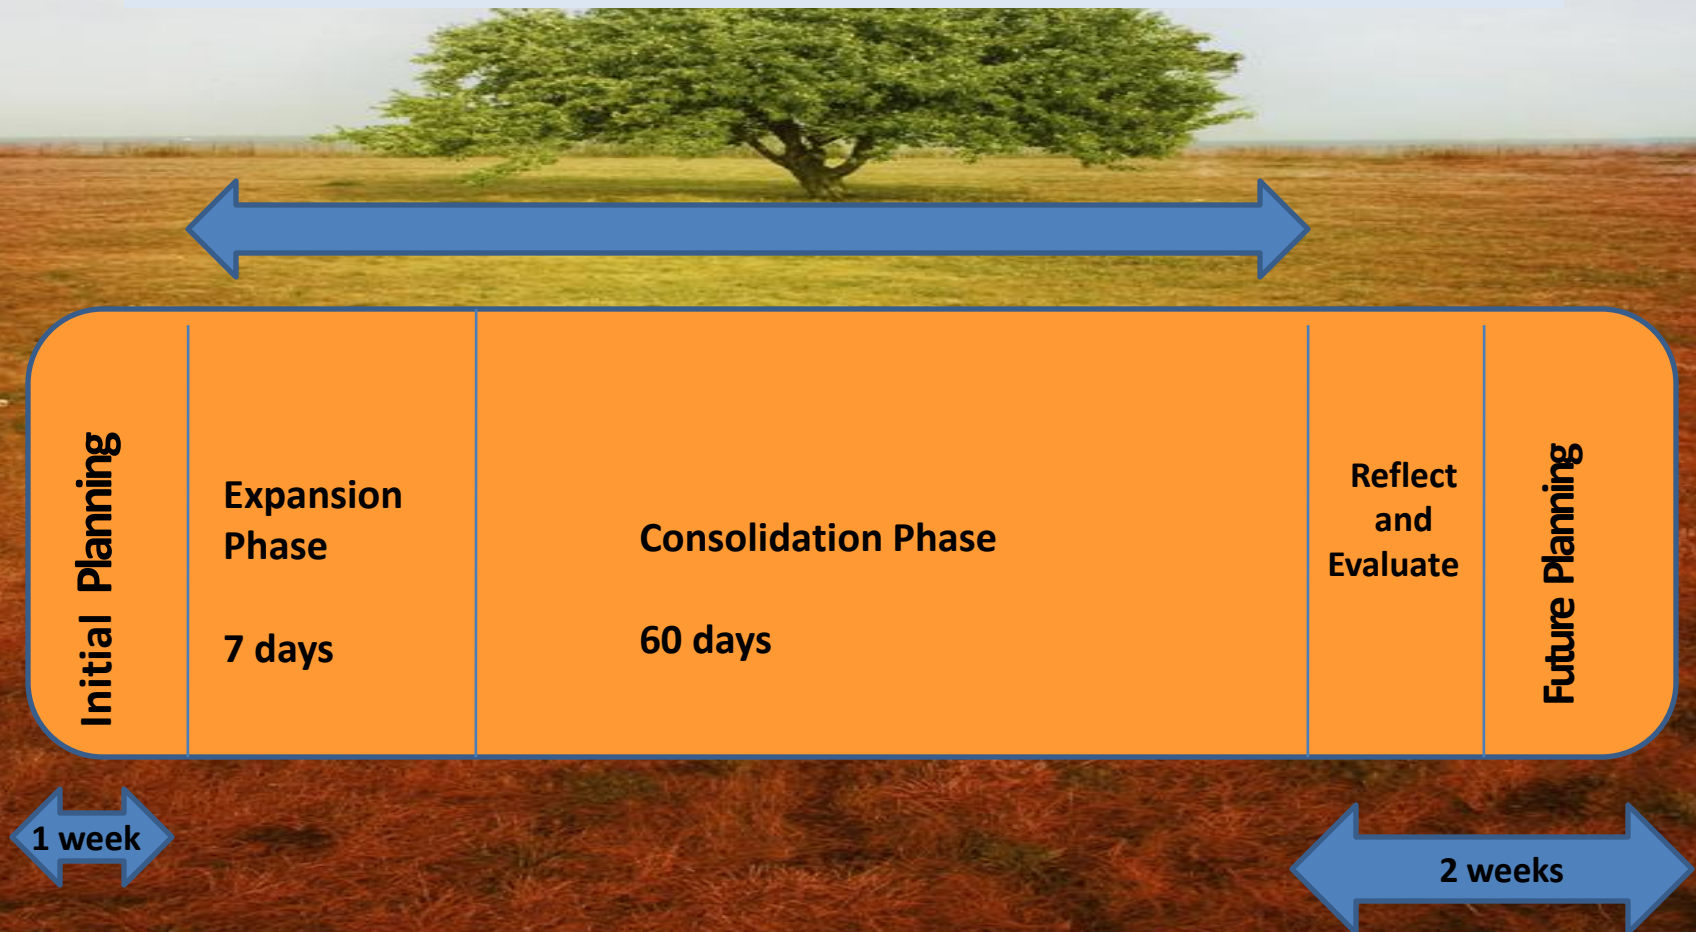 Initial Planning
Expansion
Phase
7 days
Consolidation Phase
60 days
Reflect
and
Evaluate
Future Planning
1 week
2 weeks